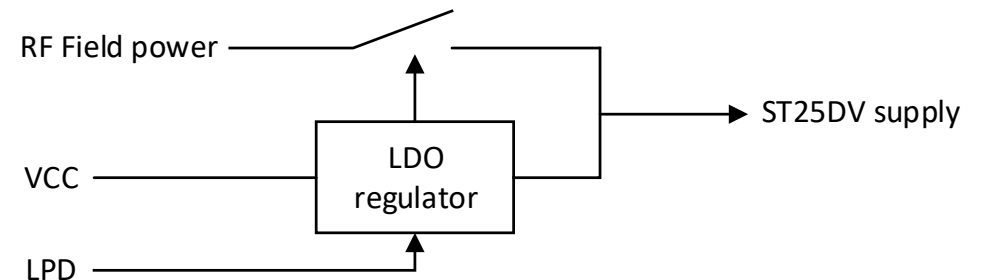 RF Field power
ST25DV supply
LDO
regulator
VCC
LPD